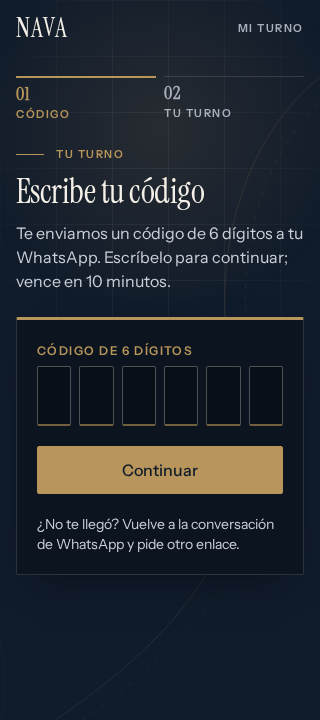 NAVA
MI TURNO
01
CÓDIGO
02
TU TURNO
TU TURNO
Escribe tu código
Te enviamos un código de 6 dígitos a tu
WhatsApp. Escríbelo para continuar;
vence en 10 minutos.
CÓDIGO DE 6 DÍGITOS
Continuar
¿No te llegó? Vuelve a la conversación
de WhatsApp y pide otro enlace.